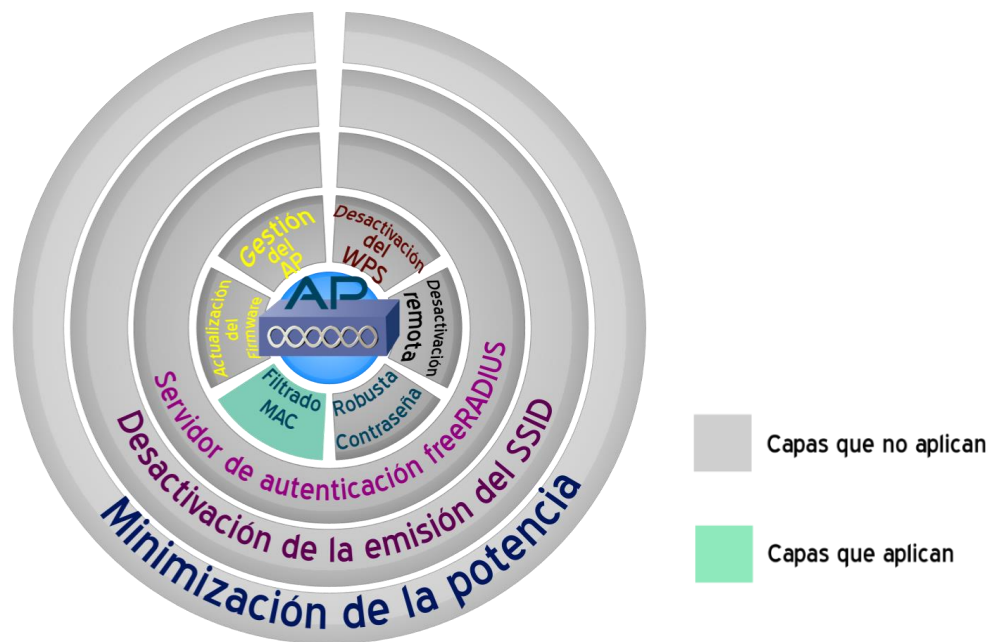 Gestión
del
AP
Desactivación
del
WPS
Actualización
del
Firmware
AP
Desactivación
remota
Filtrado
MAC
Robusta
Contraseña
Servidor de autenticación freeRADIUS
Desactivación de la emisión del SSID
Minimización de la potencia
Capas que no aplican
Capas que aplican